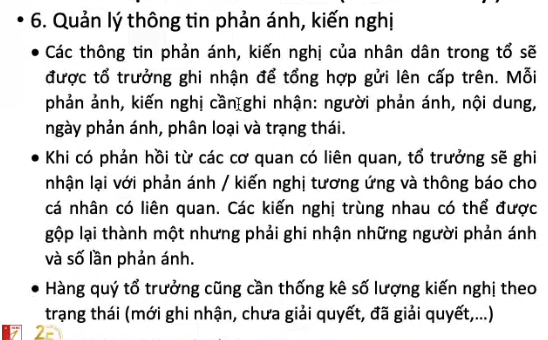 • 6. Quản lý thông tin phản ánh, kiến nghị
• Các thông tin phản ánh, kiến nghị của nhân dân trong tổ sẽ
được tổ trưởng ghi nhận để tổng hợp gửi lên cấp trên. Mỗi
phản ảnh, kiến nghị cần ghi nhận: người phản ánh, nội dung,
ngày phản ánh, phân loại và trạng thái.
• Khi có phản hồi từ các cơ quan có liên quan, tổ trưởng sẽ ghi
nhận lại với phản ánh / kiến nghị tương ứng và thông báo cho
cá nhân có liên quan. Các kiến nghị trùng nhau có thể được
gộp lại thành một nhưng phải ghi nhận những người phản ánh
và số lần phản ánh.
• Hàng quý tổ trưởng cũng cần thống kê số lượng kiến nghị theo
trạng thái (mới ghi nhận, chưa giải quyết, đã giải quyết,...)